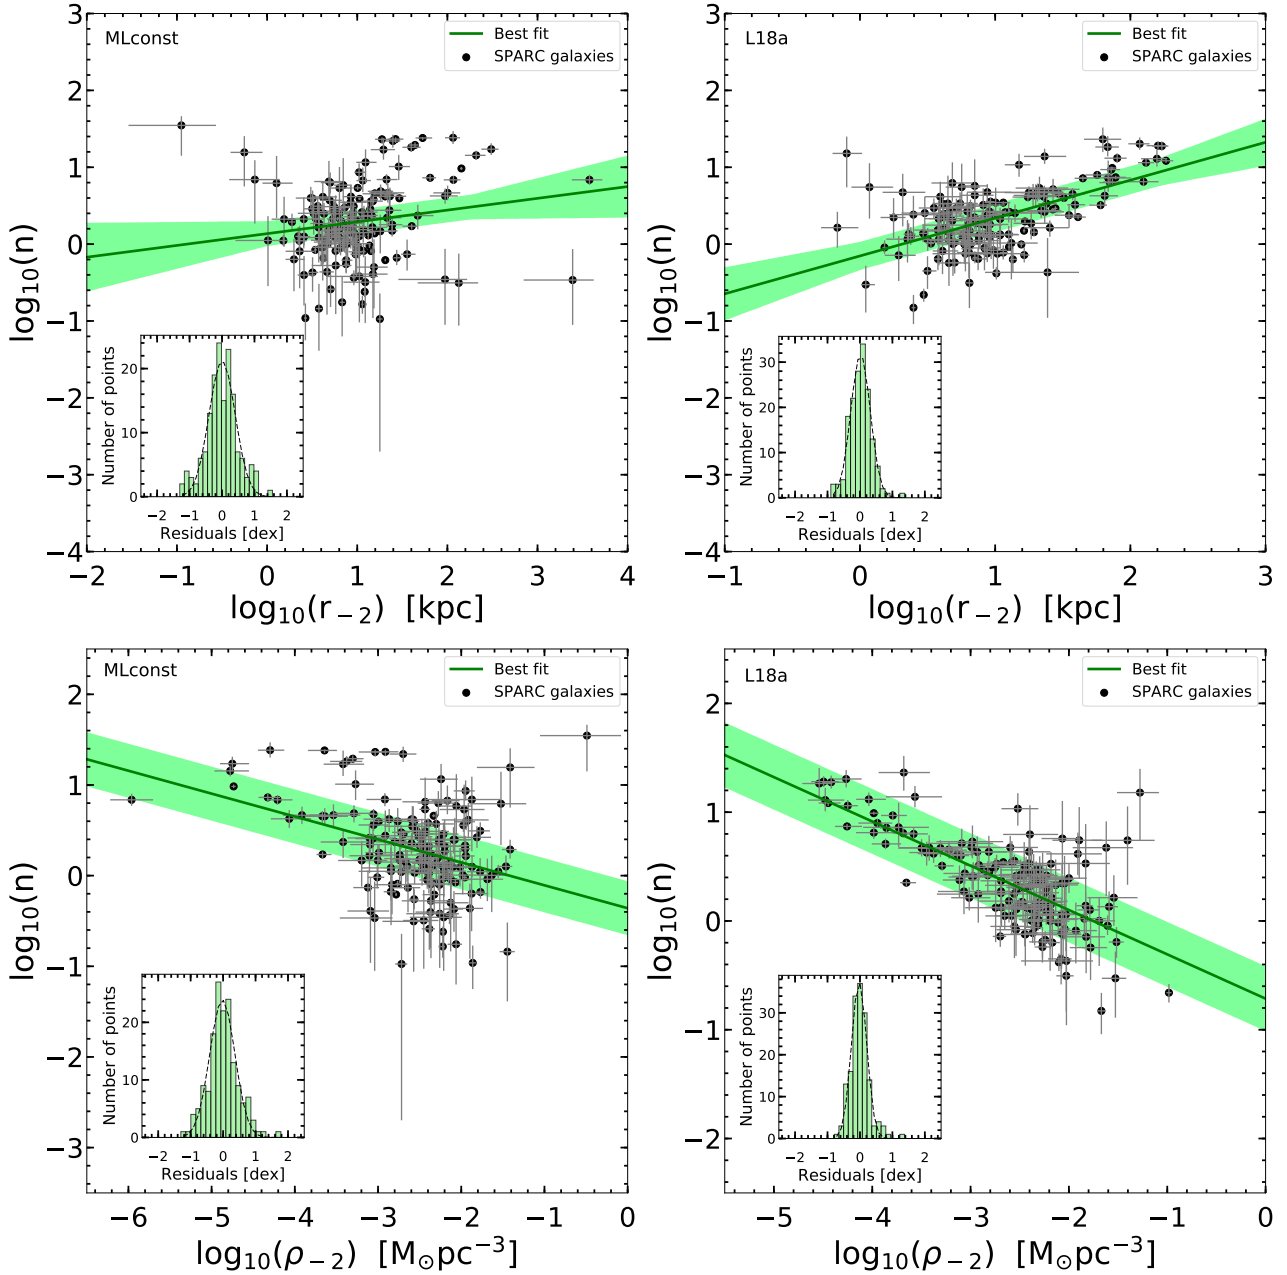 MLconst
Best fit
SPARC galaxies
3
2
1
0
−1
−2
−3
−4
log₁₀(n)
20
10
0
Number of points
−2 −1 0 1 2
Residuals [dex]
−2 −1 0 1 2 3 4
log₁₀(r₋₂) [kpc]
L18a
Best fit
SPARC galaxies
3
2
1
0
−1
−2
−3
−4
log₁₀(n)
30
20
10
0
Number of points
−2 −1 0 1 2
Residuals [dex]
−1 0 1 2 3
log₁₀(r₋₂) [kpc]
MLconst
Best fit
SPARC galaxies
2
1
0
−1
−2
−3
log₁₀(n)
20
10
0
Number of points
−2 −1 0 1 2
Residuals [dex]
−6 −5 −4 −3 −2 −1 0
log₁₀(ρ₋₂) [M⊙pc⁻³]
L18a
Best fit
SPARC galaxies
2
1
0
−1
−2
log₁₀(n)
30
20
10
0
Number of points
−2 −1 0 1 2
Residuals [dex]
−5 −4 −3 −2 −1 0
log₁₀(ρ₋₂) [M⊙pc⁻³]